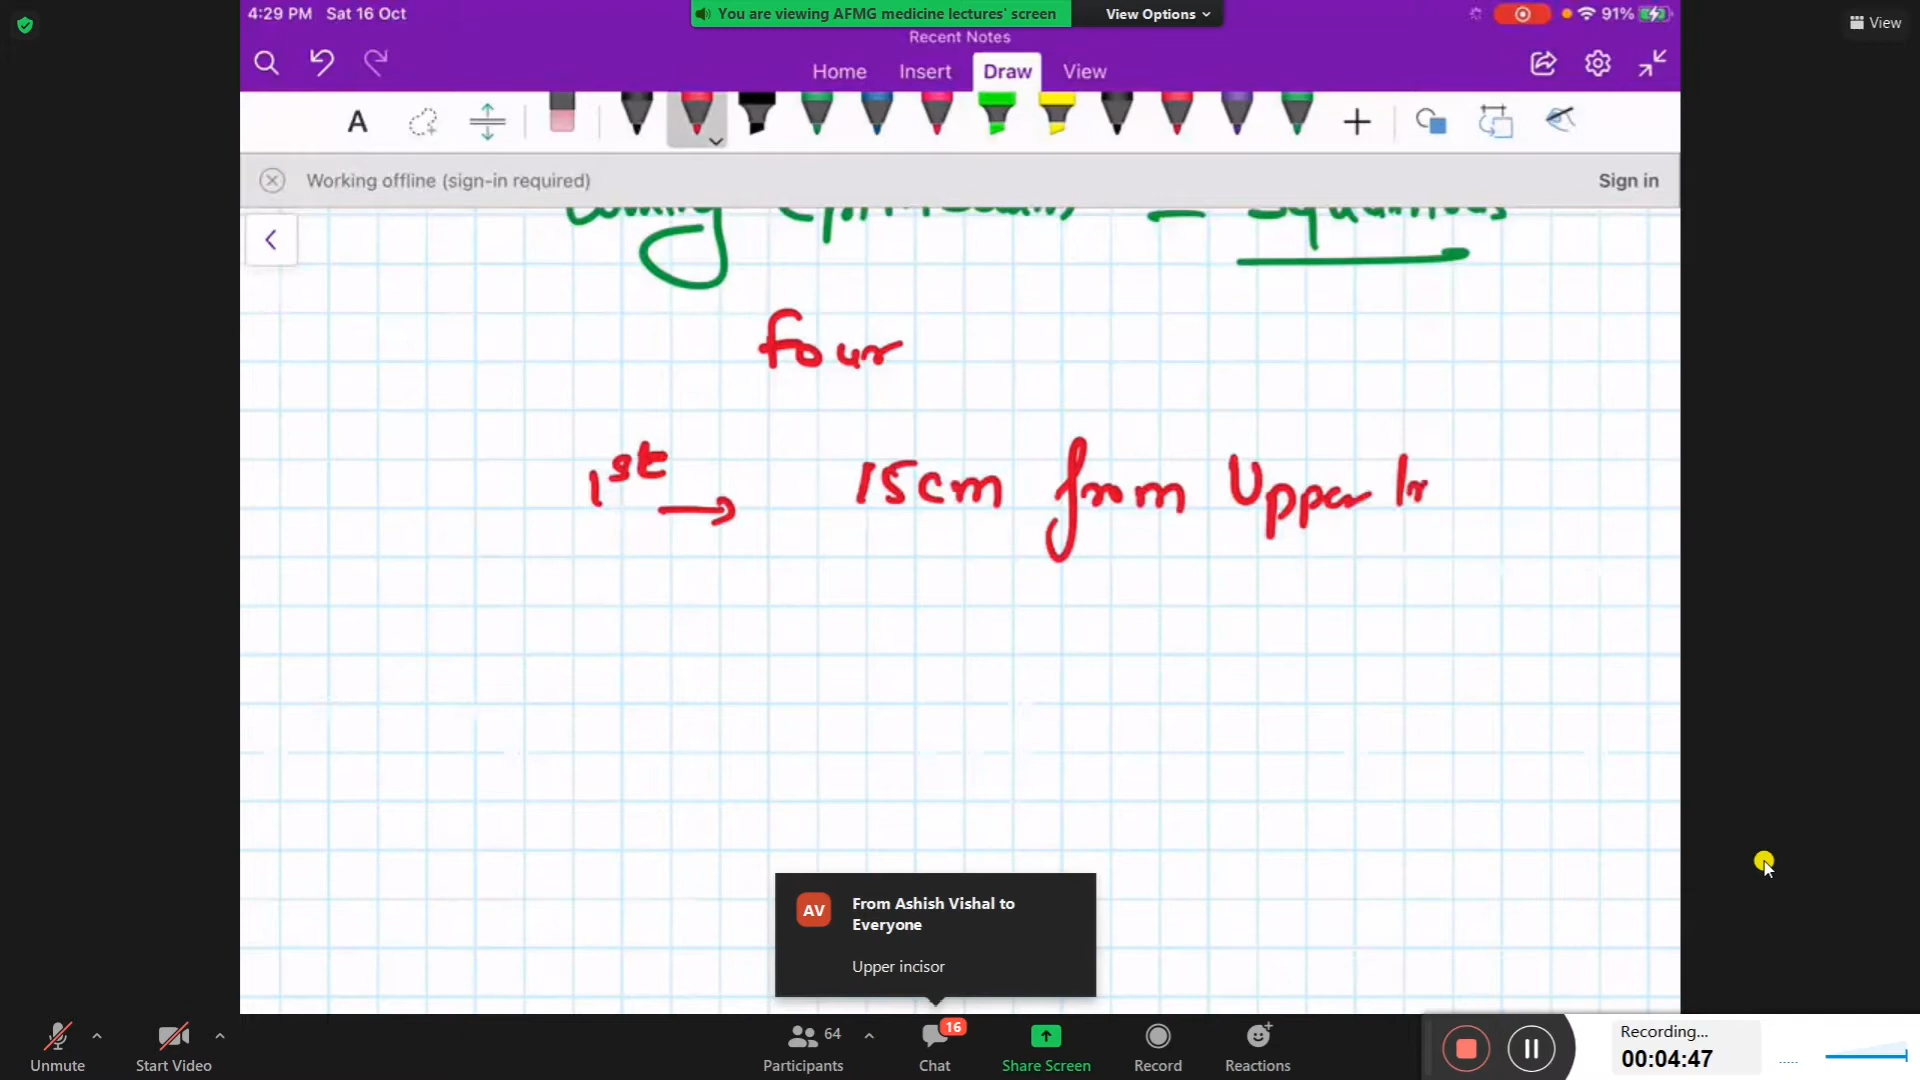 4:29 PM Sat 16 Oct
You are viewing AFMG medicine lectures' screen
View Options
91%
View
Recent Notes
Home Insert Draw View
A
Working offline (sign-in required)
Sign in
four
1st → 15cm from Upper In
AV
From Ashish Vishal to
Everyone
Upper incisor
64
16
Recording...
00:04:47
Unmute
Start Video
Participants
Chat
Share Screen
Record
Reactions